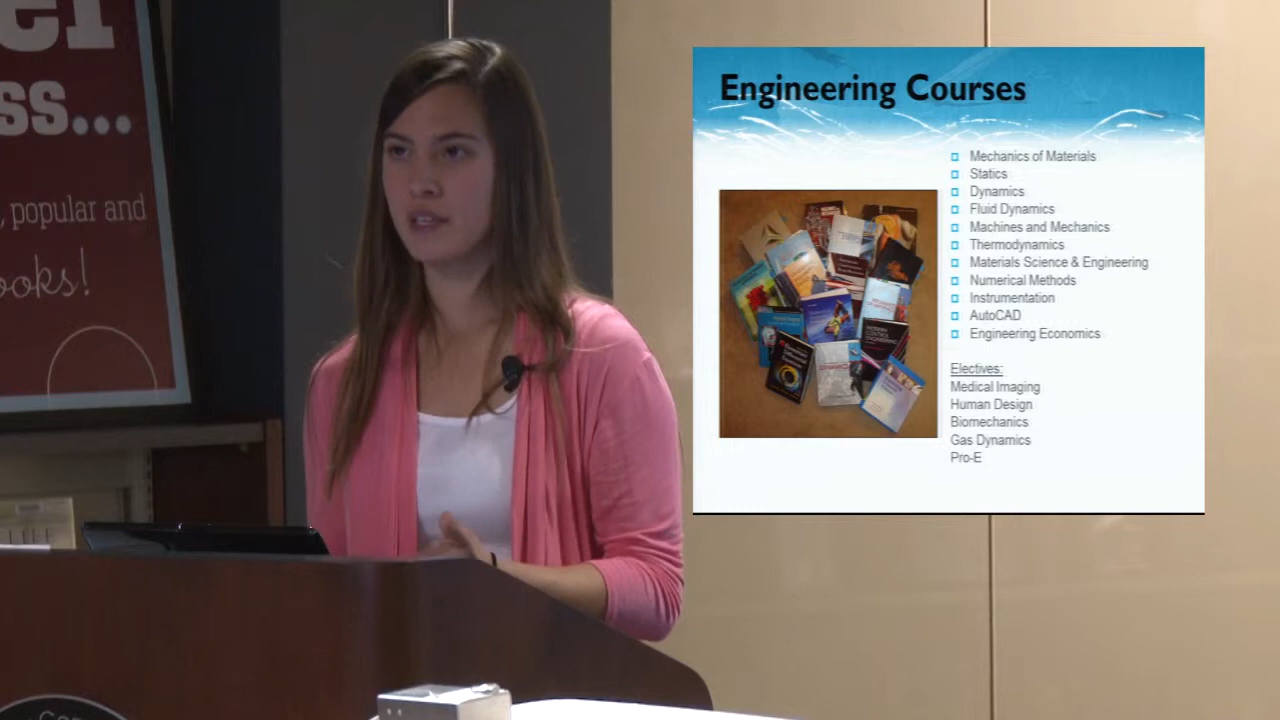 ss...
, popular and
ooks!
Engineering Courses
Mechanics of Materials
Statics
Dynamics
Fluid Dynamics
Machines and Mechanics
Thermodynamics
Materials Science & Engineering
Numerical Methods
Instrumentation
AutoCAD
Engineering Economics
Electives:
Medical Imaging
Human Design
Biomechanics
Gas Dynamics
Pro-E